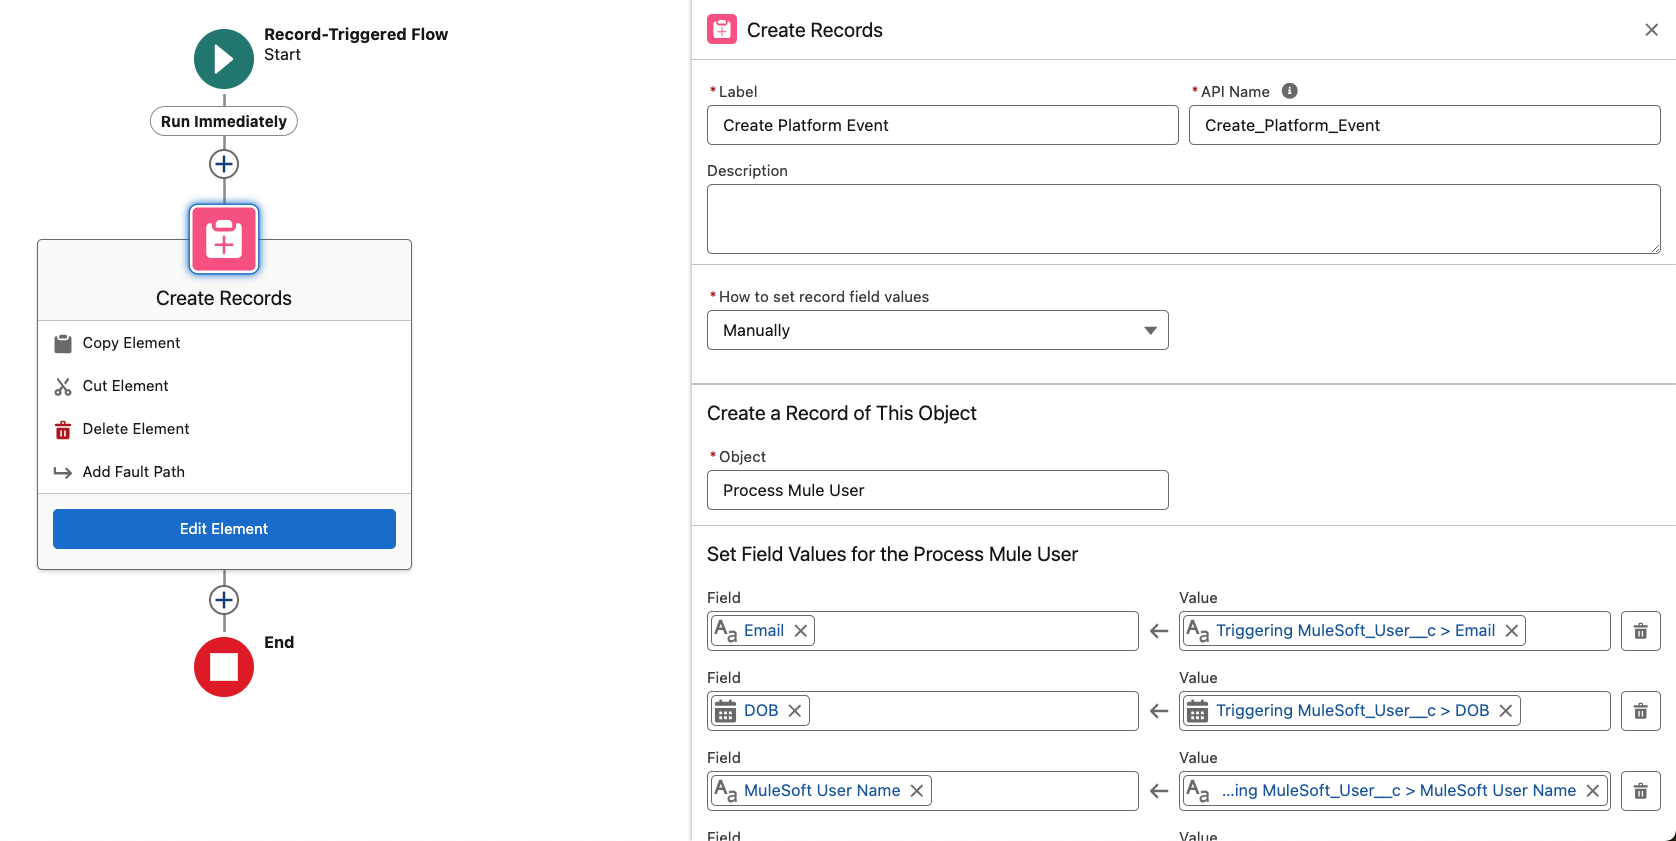 Record-Triggered Flow
Start
Run Immediately
Create Records
Copy Element
Cut Element
Delete Element
Add Fault Path
Edit Element
End
Create Records
* Label
Create Platform Event
* API Name
Create_Platform_Event
Description
* How to set record field values
Manually
Create a Record of This Object
* Object
Process Mule User
Set Field Values for the Process Mule User
Field Value
Email Triggering MuleSoft_User__c > Email
Field Value
DOB Triggering MuleSoft_User__c > DOB
Field Value
MuleSoft User Name ...ing MuleSoft_User__c > MuleSoft User Name
Field Value